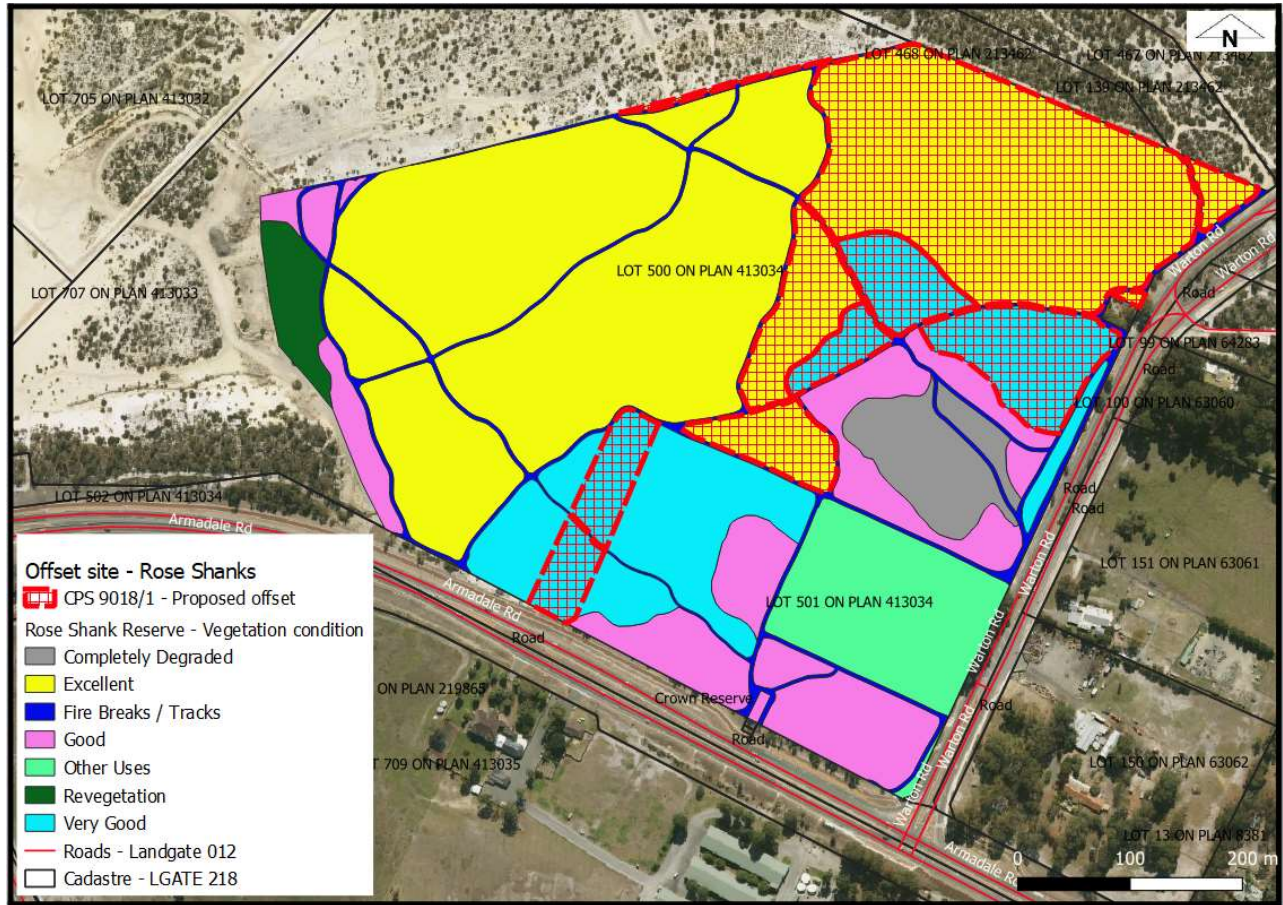 LOT 468 ON PLAN 213462
N
LOT 467 ON PLAN 213462
LOT 139 ON PLAN 213462
LOT 705 ON PLAN 413032
Warton Rd
Warton Rd
LOT 500 ON PLAN 413034
LOT 707 ON PLAN 413033
Road
LOT 99 ON PLAN 64283
Road
LOT 100 ON PLAN 63060
LOT 502 ON PLAN 413034
Road
Road
Armadale Rd
Warton Rd
LOT 151 ON PLAN 63061
Armadale Rd
LOT 501 ON PLAN 413034
Road
Warton Rd
ON PLAN 219865
Crown Reserve
Road
Warton Rd
Road
T 709 ON PLAN 413035
LOT 150 ON PLAN 63062
Warton Rd
LOT 13 ON PLAN 8381
Armadale Rd
0 100 200 m
Offset site - Rose Shanks
CPS 9018/1 - Proposed offset
Rose Shank Reserve - Vegetation condition
Completely Degraded
Excellent
Fire Breaks / Tracks
Good
Other Uses
Revegetation
Very Good
Roads - Landgate 012
Cadastre - LGATE 218